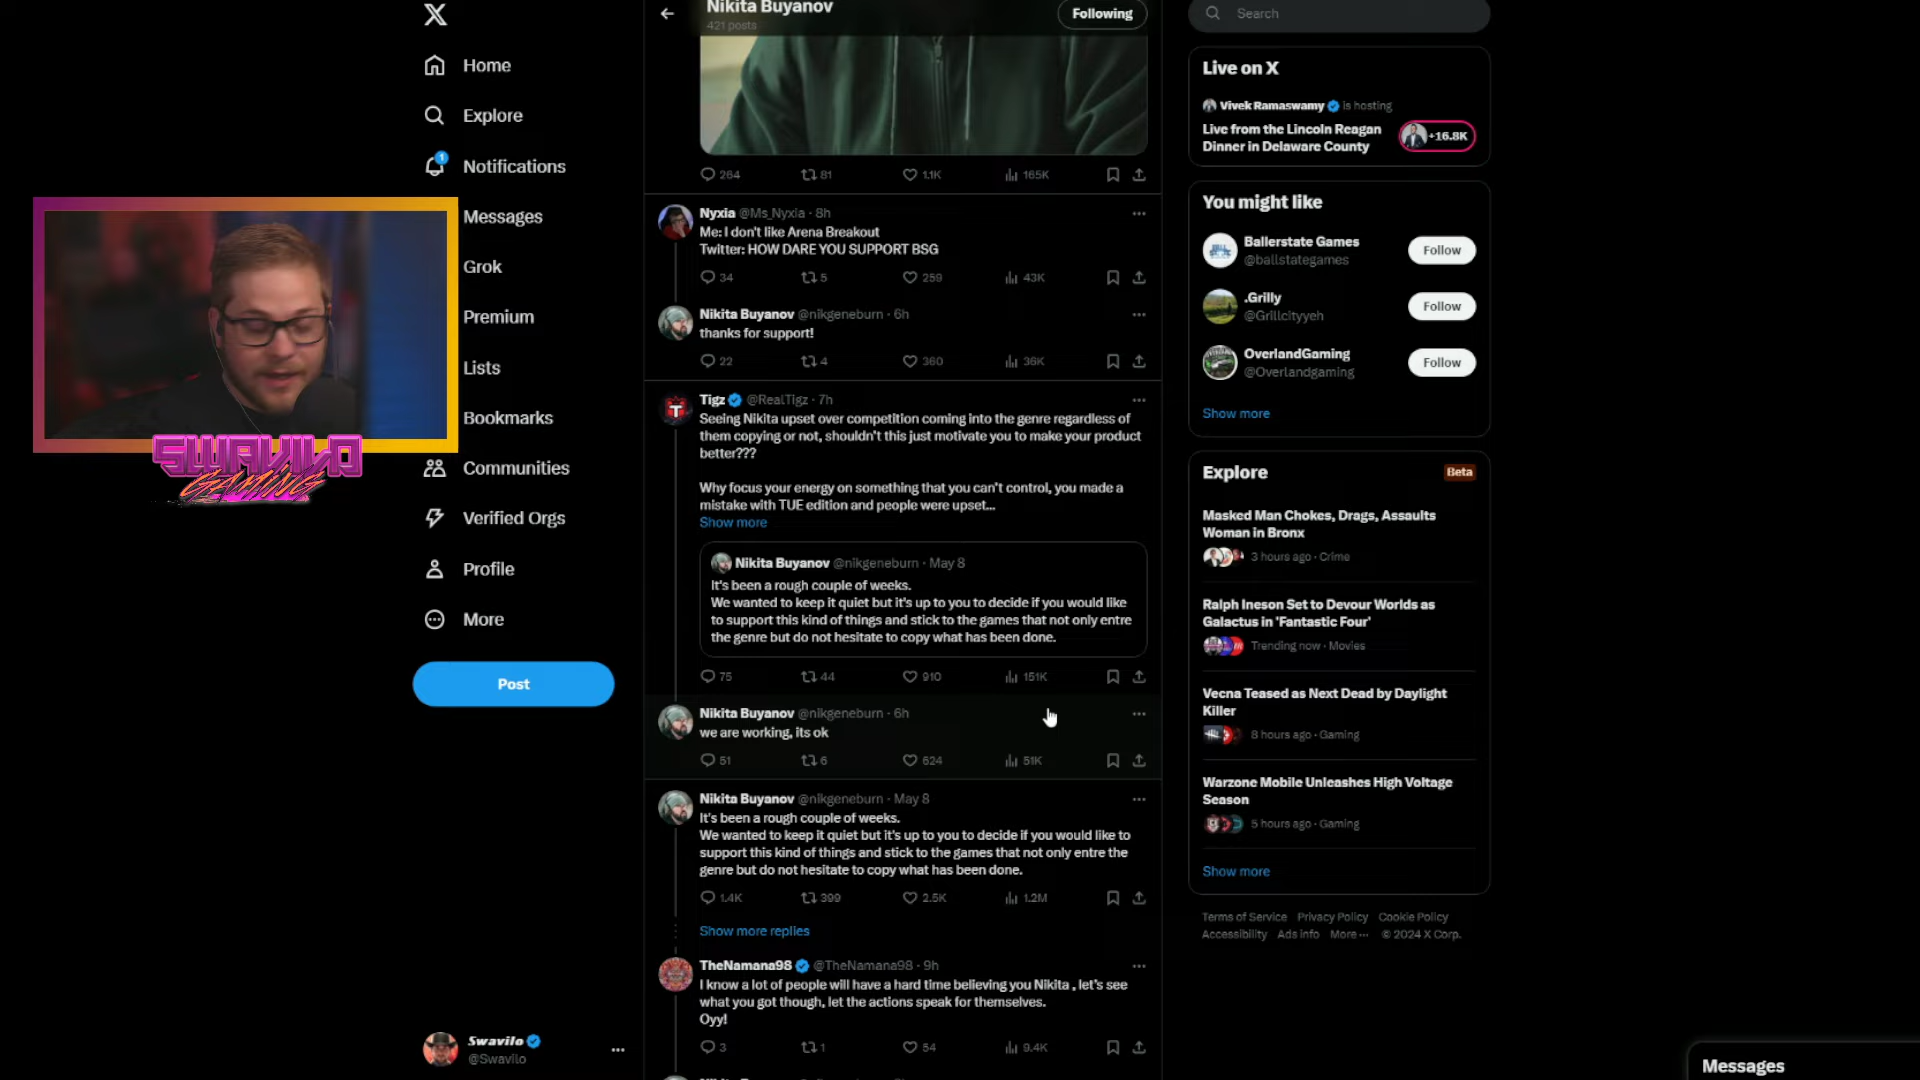 X
Home
Explore
1
Notifications
Messages
Grok
Premium
Lists
Bookmarks
Communities
Verified Orgs
Profile
More
Post
SWAVILO
GAMING
Swavilo
@Swavilo
Nikita Buyanov
421 posts
Following
264 81 1.1K 165K
Nyxia @Ms_Nyxia · 8h
Me: I don't like Arena Breakout
Twitter: HOW DARE YOU SUPPORT BSG
34 5 259 43K
Nikita Buyanov @nikgeneburn · 6h
thanks for support!
22 4 360 36K
Tigz @RealTigz · 7h
Seeing Nikita upset over competition coming into the genre regardless of
them copying or not, shouldn't this just motivate you to make your product
better???
Why focus your energy on something that you can't control, you made a
mistake with TUE edition and people were upset...
Show more
Nikita Buyanov @nikgeneburn · May 8
It's been a rough couple of weeks.
We wanted to keep it quiet but it's up to you to decide if you would like
to support this kind of things and stick to the games that not only entre
the genre but do not hesitate to copy what has been done.
75 44 910 151K
Nikita Buyanov @nikgeneburn · 6h
we are working, its ok
51 6 624 51K
Nikita Buyanov @nikgeneburn · May 8
It's been a rough couple of weeks.
We wanted to keep it quiet but it's up to you to decide if you would like to
support this kind of things and stick to the games that not only entre the
genre but do not hesitate to copy what has been done.
1.4K 399 2.5K 1.2M
Show more replies
TheNamana98 @TheNamana98 · 9h
I know a lot of people will have a hard time believing you Nikita , let's see
what you got though, let the actions speak for themselves.
Oyy!
3 1 54 9.4K
Search
Live on X
Vivek Ramaswamy is hosting
Live from the Lincoln Reagan
Dinner in Delaware County
+16.8K
You might like
Ballerstate Games
@ballstategames
Follow
.Grilly
@Grillcityyeh
Follow
OverlandGaming
@Overlandgaming
Follow
Show more
Explore
Beta
Masked Man Chokes, Drags, Assaults
Woman in Bronx
3 hours ago · Crime
Ralph Ineson Set to Devour Worlds as
Galactus in 'Fantastic Four'
Trending now · Movies
Vecna Teased as Next Dead by Daylight
Killer
8 hours ago · Gaming
Warzone Mobile Unleashes High Voltage
Season
5 hours ago · Gaming
Show more
Terms of Service Privacy Policy Cookie Policy
Accessibility Ads info More ··· © 2024 X Corp.
Messages